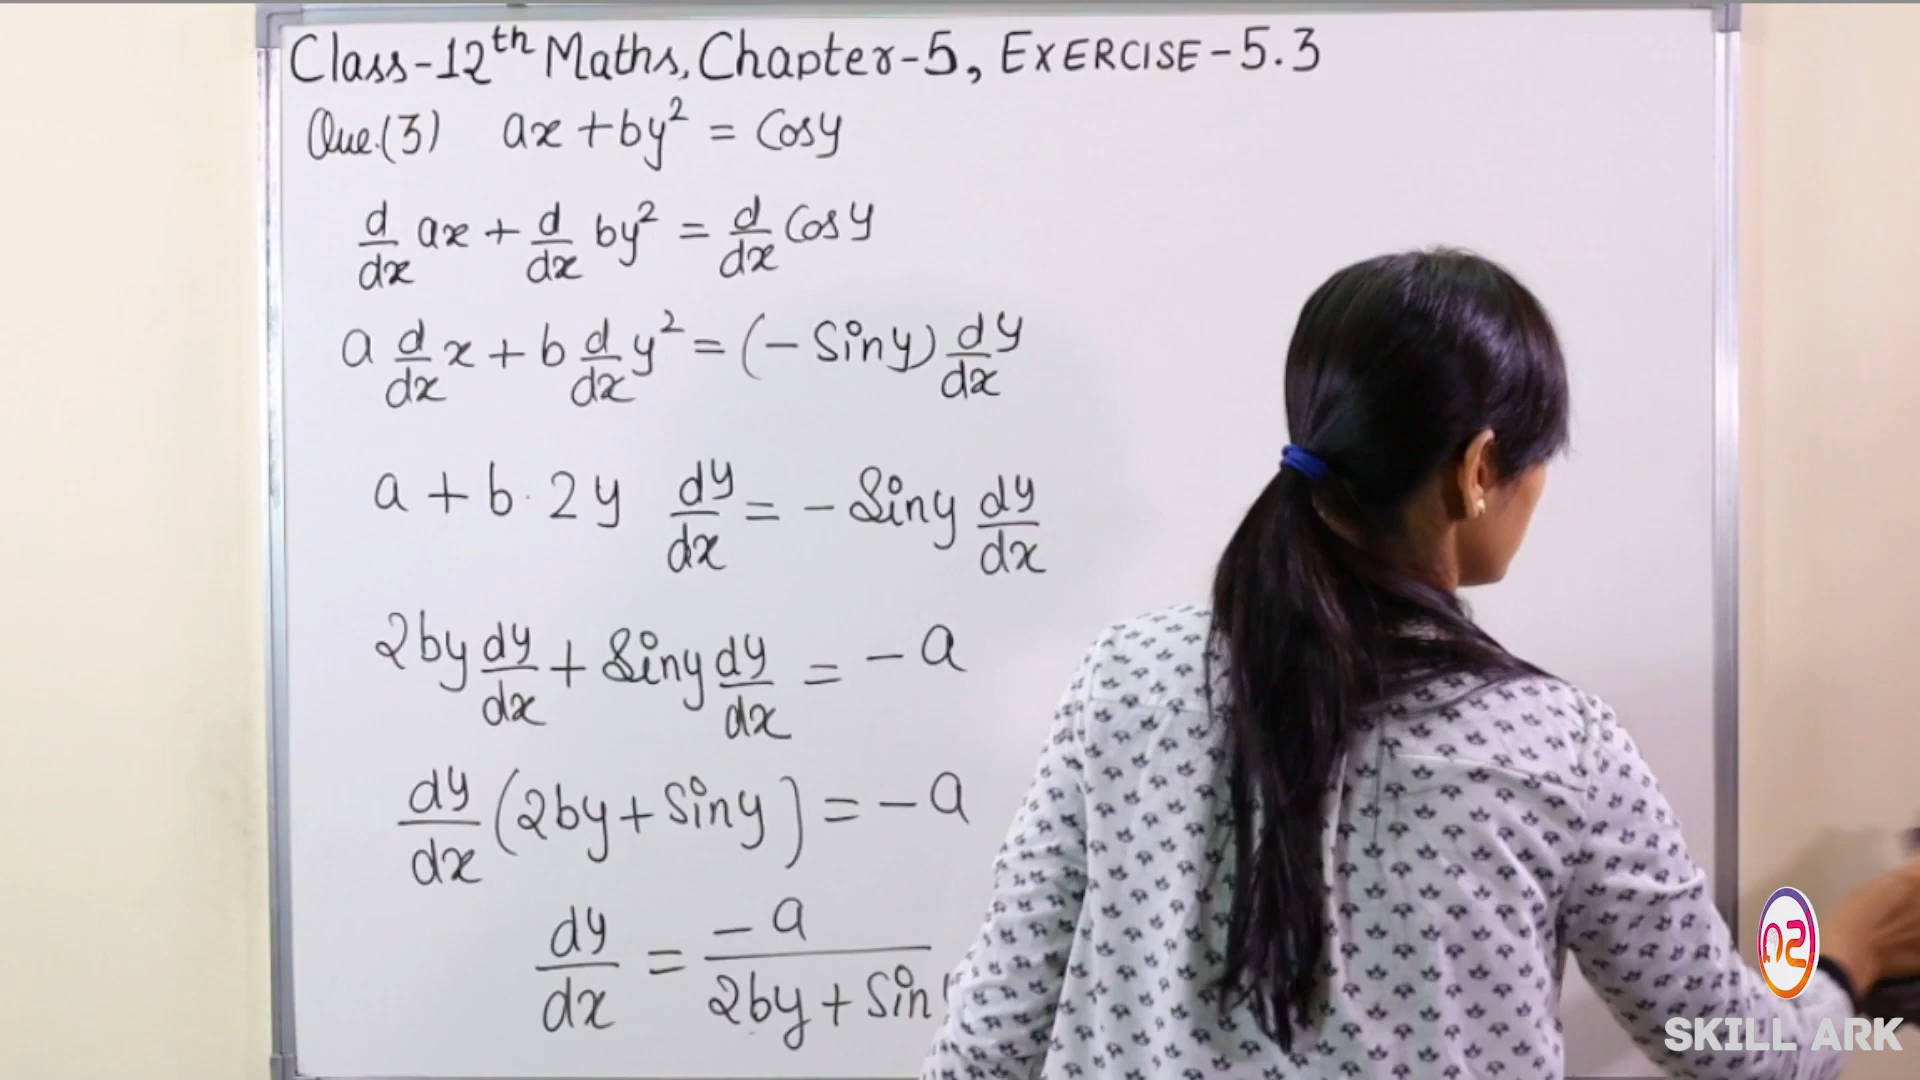 Class-12th Maths, Chapter-5, EXERCISE-5.3
Que.(3) ax + by² = Cosy
d/dx ax + d/dx by² = d/dx Cosy
a d/dx x + b d/dx y² = (- Siny) dy/dx
a + b . 2y dy/dx = - Siny dy/dx
2by dy/dx + Siny dy/dx = - a
dy/dx (2by + Siny) = - a
dy/dx = - a/2by + Sin
SKILL ARK